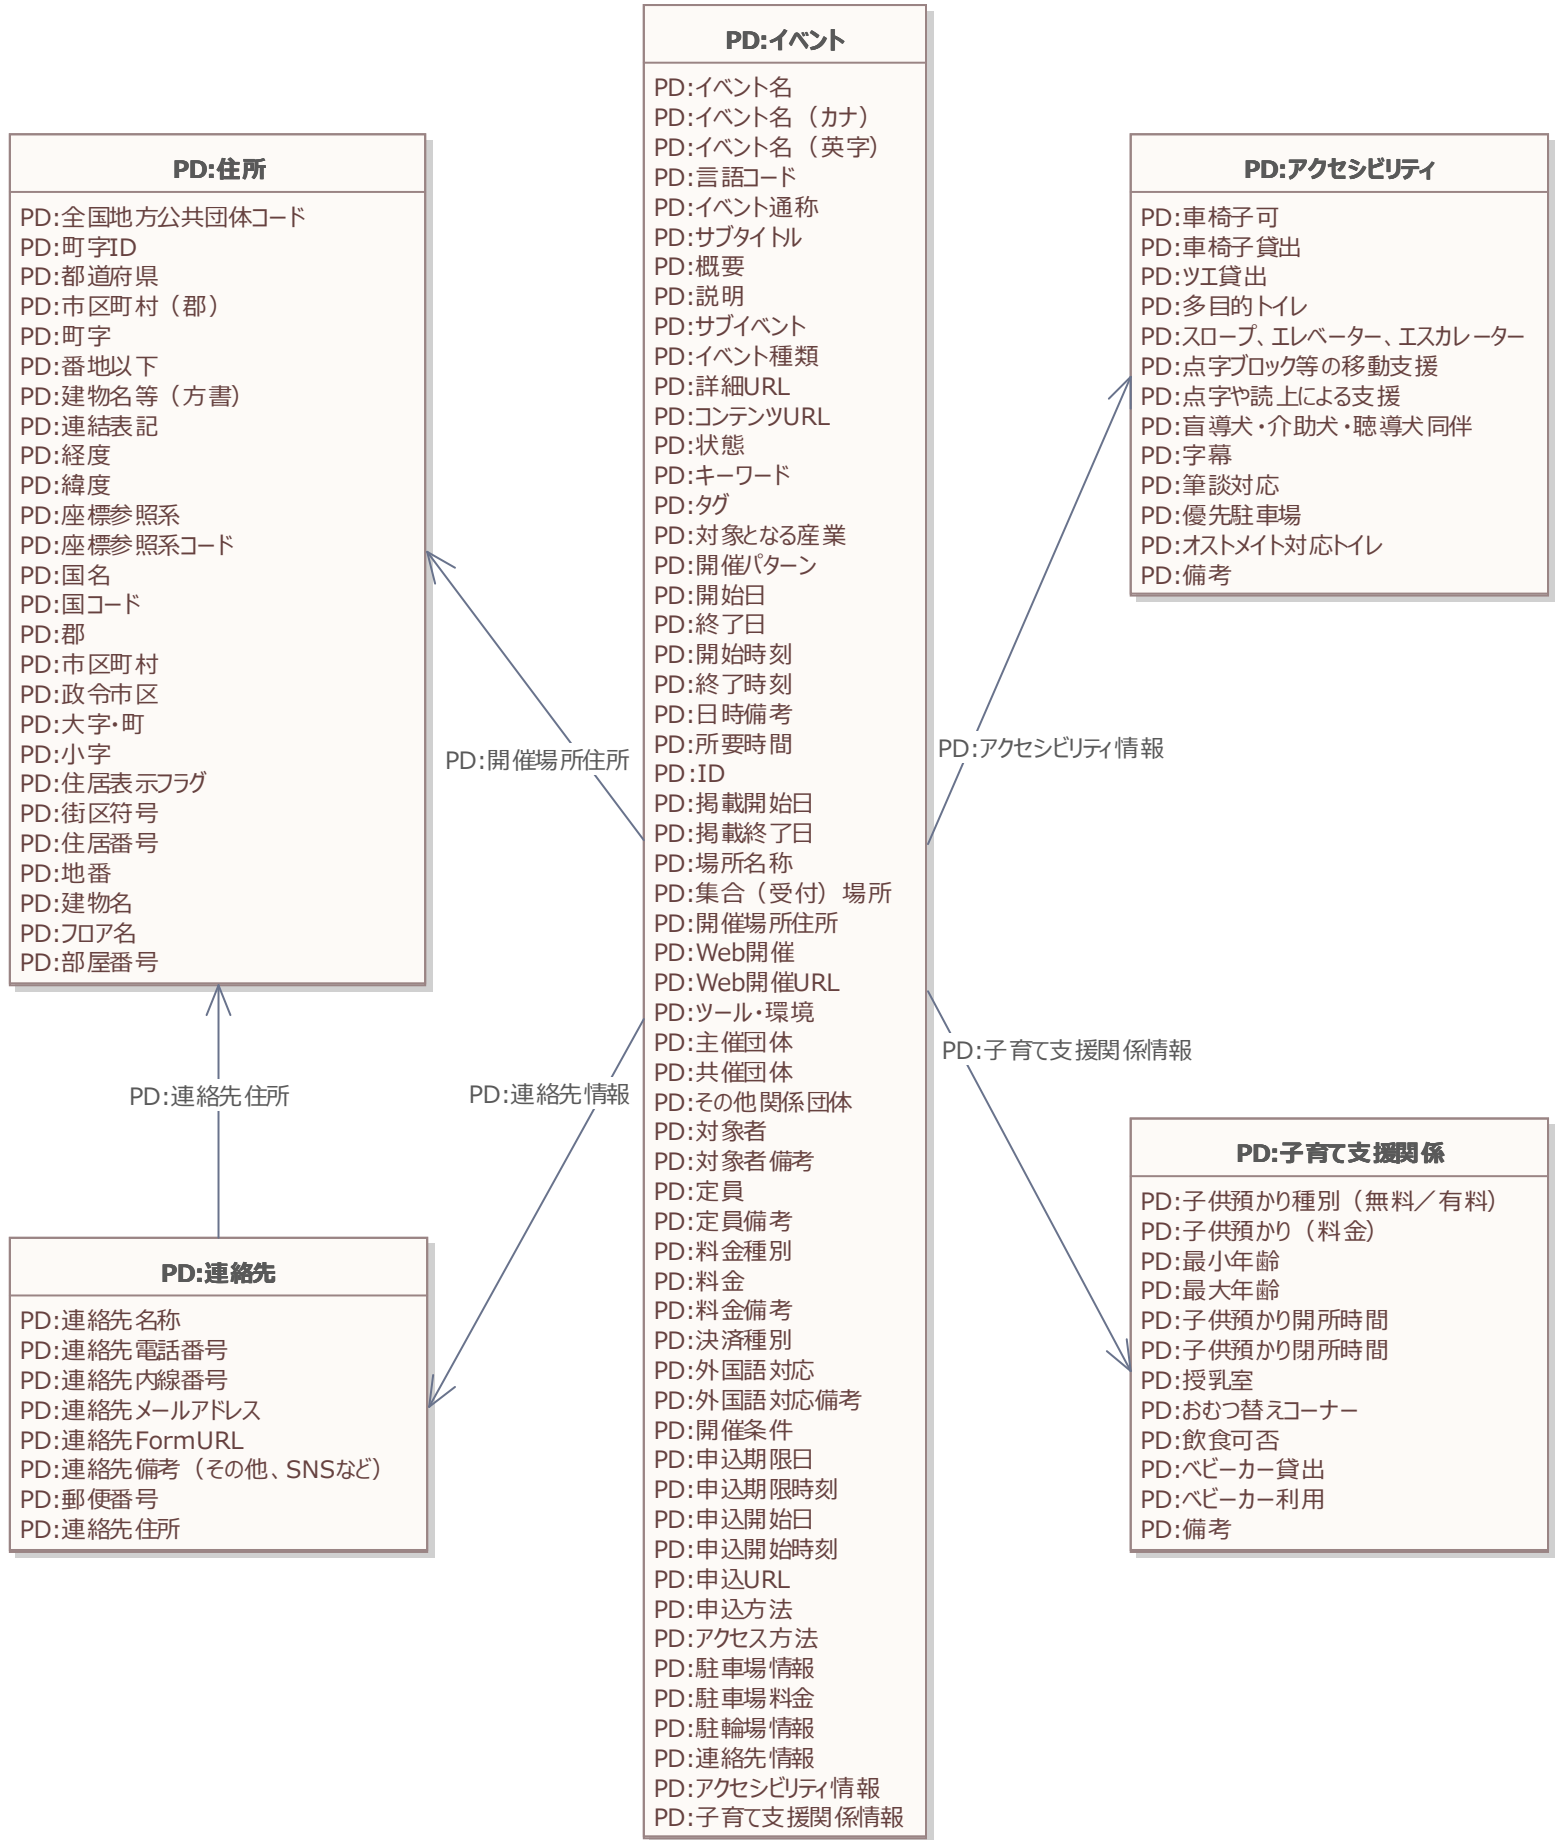 PD:イベント
PD:イベント名
PD:イベント名（カナ）
PD:イベント名（英字）
PD:言語コード
PD:イベント通称
PD:サブタイトル
PD:概要
PD:説明
PD:サブイベント
PD:イベント種類
PD:詳細URL
PD:コンテンツURL
PD:状態
PD:キーワード
PD:タグ
PD:対象となる産業
PD:開催パターン
PD:開始日
PD:終了日
PD:開始時刻
PD:終了時刻
PD:日時備考
PD:所要時間
PD:ID
PD:掲載開始日
PD:掲載終了日
PD:場所名称
PD:集合（受付）場所
PD:開催場所住所
PD:Web開催
PD:Web開催URL
PD:ツール・環境
PD:主催団体
PD:共催団体
PD:その他関係団体
PD:対象者
PD:対象者備考
PD:定員
PD:定員備考
PD:料金種別
PD:料金
PD:料金備考
PD:決済種別
PD:外国語対応
PD:外国語対応備考
PD:開催条件
PD:申込期限日
PD:申込期限時刻
PD:申込開始日
PD:申込開始時刻
PD:申込URL
PD:申込方法
PD:アクセス方法
PD:駐車場情報
PD:駐車場料金
PD:駐輪場情報
PD:連絡先情報
PD:アクセシビリティ情報
PD:子育て支援関係情報
PD:住所
PD:全国地方公共団体コード
PD:町字ID
PD:都道府県
PD:市区町村（郡）
PD:町字
PD:番地以下
PD:建物名等（方書）
PD:連結表記
PD:経度
PD:緯度
PD:座標参照系
PD:座標参照系コード
PD:国名
PD:国コード
PD:郡
PD:市区町村
PD:政令市区
PD:大字・町
PD:小字
PD:住居表示フラグ
PD:街区符号
PD:住居番号
PD:地番
PD:建物名
PD:フロア名
PD:部屋番号
PD:開催場所住所
PD:連絡先住所
PD:連絡先情報
PD:連絡先
PD:連絡先名称
PD:連絡先電話番号
PD:連絡先内線番号
PD:連絡先メールアドレス
PD:連絡先FormURL
PD:連絡先備考（その他、SNSなど）
PD:郵便番号
PD:連絡先住所
PD:アクセシビリティ
PD:車椅子可
PD:車椅子貸出
PD:ツエ貸出
PD:多目的トイレ
PD:スロープ、エレベーター、エスカレーター
PD:点字ブロック等の移動支援
PD:点字や読上による支援
PD:盲導犬・介助犬・聴導犬同伴
PD:字幕
PD:筆談対応
PD:優先駐車場
PD:オストメイト対応トイレ
PD:備考
PD:アクセシビリティ情報
PD:子育て支援関係情報
PD:子育て支援関係
PD:子供預かり種別（無料／有料）
PD:子供預かり（料金）
PD:最小年齢
PD:最大年齢
PD:子供預かり開所時間
PD:子供預かり閉所時間
PD:授乳室
PD:おむつ替えコーナー
PD:飲食可否
PD:ベビーカー貸出
PD:ベビーカー利用
PD:備考